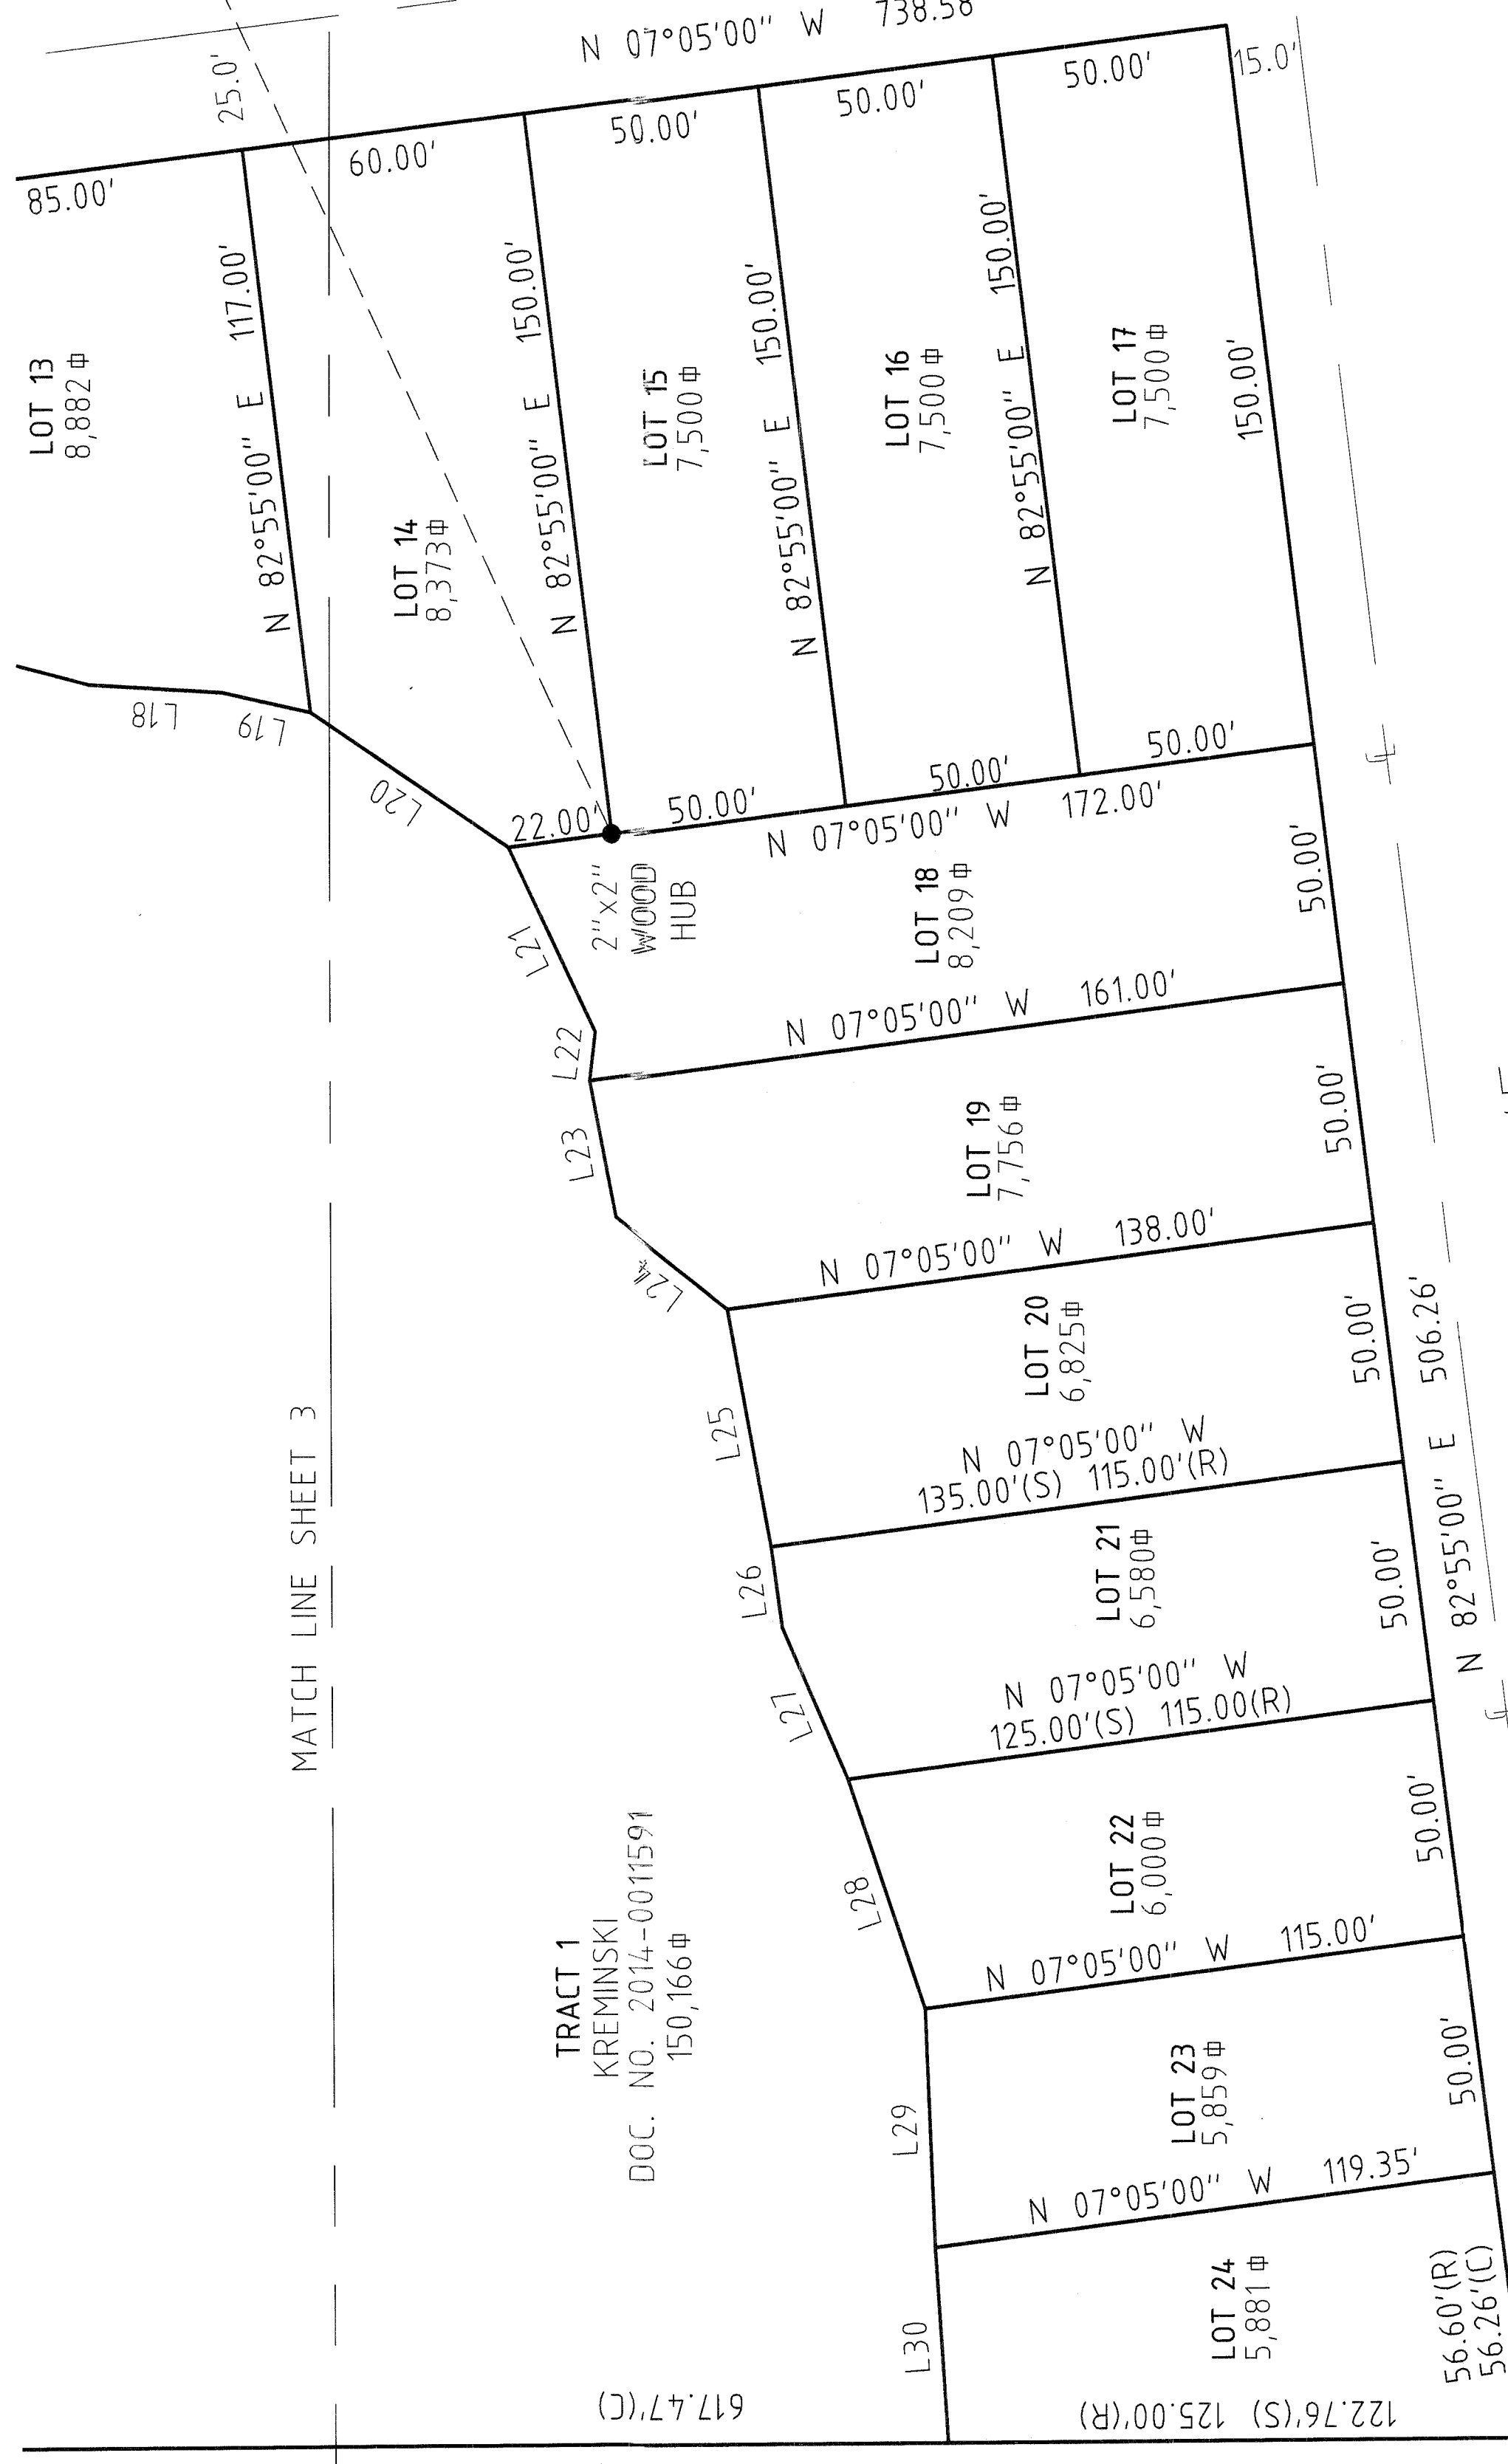 N 07°05'00" W 738.58
25.0'
85.00'
60.00'
50.00'
50.00'
50.00'
15.0'
LOT 13
8,882
N 82°55'00" E 117.00'
LOT 14
8,373
N 82°55'00" E 150.00'
LOT 15
7,500
N 82°55'00" E 150.00'
LOT 16
7,500
N 82°55'00" E 150.00'
LOT 17
7,500
150.00'
L18
L19
L20
22.00'
50.00'
50.00'
50.00'
N 07°05'00" W 172.00'
2"x2"
WOOD
HUB
L21
L22
LOT 18
8,209
50.00'
N 07°05'00" W 161.00'
L23
L24
LOT 19
7,756
50.00'
N 07°05'00" W 138.00'
L25
LOT 20
6,825
50.00'
N 07°05'00" W
135.00'(S) 115.00'(R)
L26
L27
LOT 21
6,580
50.00'
N 07°05'00" W
125.00'(S) 115.00(R)
L28
LOT 22
6,000
50.00'
N 07°05'00" W 115.00'
L29
LOT 23
5,859
50.00'
N 07°05'00" W 119.35'
L30
LOT 24
5,881
56.60'(R)
56.26'(C)
N 82°55'00" E 506.26'
MATCH LINE SHEET 3
TRACT 1
KREMINSKI
DOC. NO. 2014-0011591
150,166
617.47'(C)
122.76'(S) 125.00'(R)